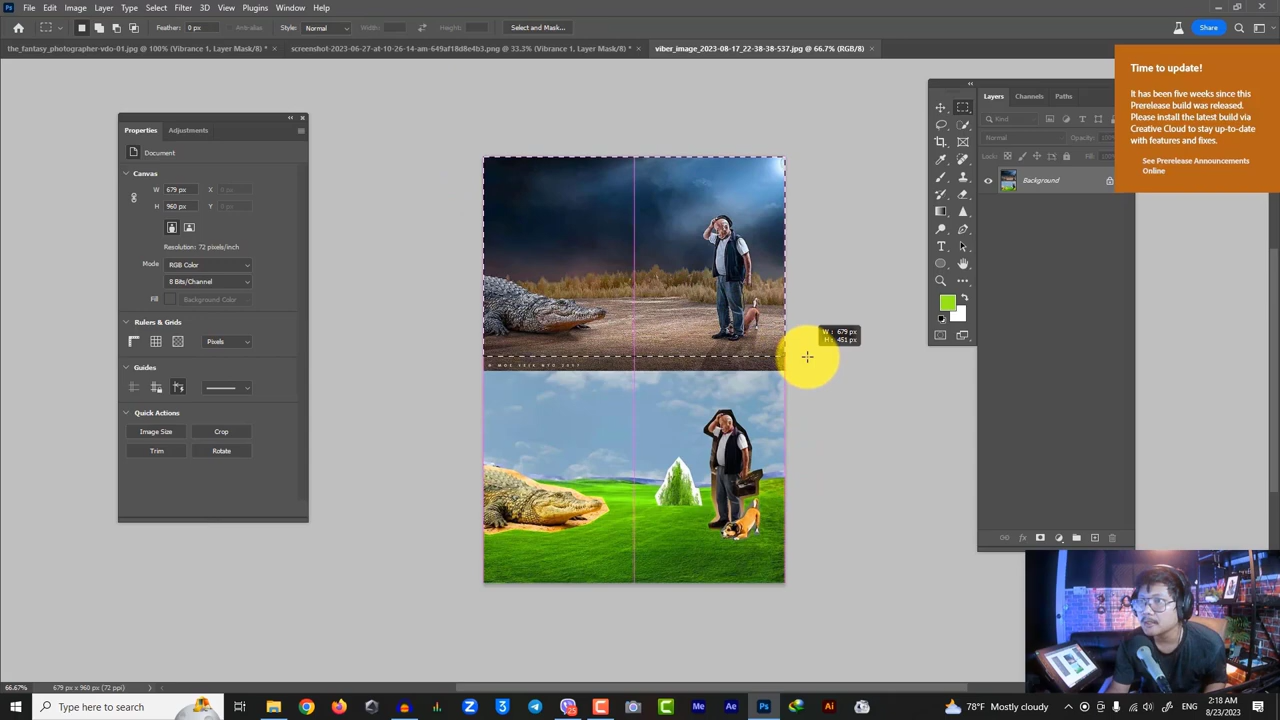 File Edit Image Layer Type Select Filter 3D View Plugins Window Help
Feather: 0 px Anti-alias Style: Normal Width: Height: Select and Mask... Share
the_fantasy_photographer-vdo-01.jpg @ 100% (Vibrance 1, Layer Mask/8) * ×
screenshot-2023-06-27-at-10-26-14-am-649af18d8e4b3.png @ 33.3% (Vibrance 1, Layer Mask/8) * ×
viber_image_2023-08-17_22-38-38-537.jpg @ 66.7% (RGB/8) ×
Time to update!
It has been five weeks since this
Prerelease build was released.
Please install the latest build via
Creative Cloud to stay up-to-date
with features and fixes.
See Prerelease Announcements
Online
Properties Adjustments
Document
Canvas
W 679 px X 0 px
H 960 px Y 0 px
Resolution: 72 pixels/inch
Mode RGB Color
8 Bits/Channel
Fill Background Color
Rulers & Grids
Pixels
Guides
Quick Actions
Image Size Crop
Trim Rotate
W : 679 px
H : 451 px
Layers Channels Paths
Kind
Normal Opacity: 100%
Lock: Fill:
Background
66.67% 679 px x 960 px (72 ppi)
Type here to search
78°F Mostly cloudy
2:18 AM
8/23/2023